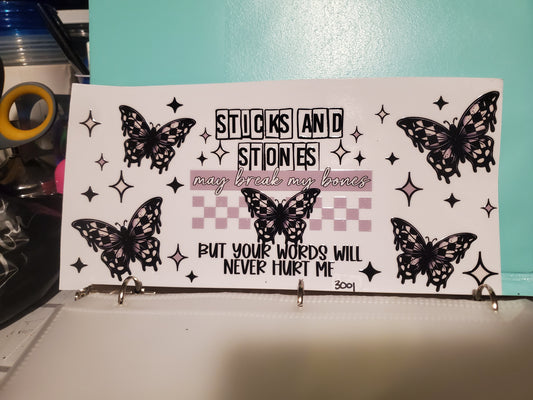 STICKS AND
STONES
may break my bones
BUT YOUR WORDS WILL
NEVER HURT ME
3001